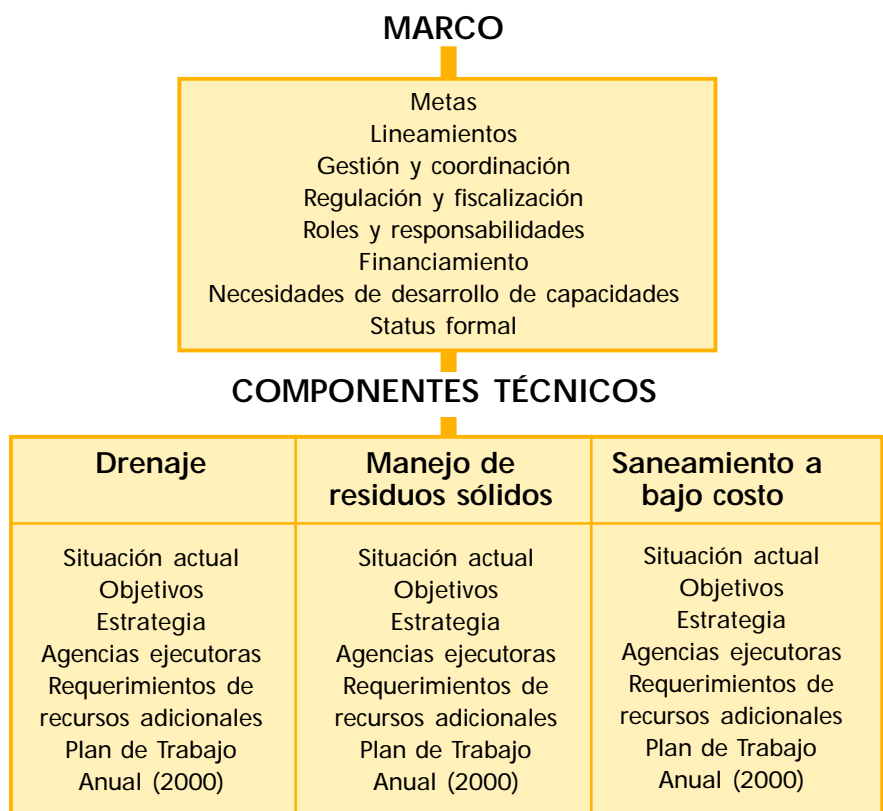 MARCO
Metas
Lineamientos
Gestión y coordinación
Regulación y fiscalización
Roles y responsabilidades
Financiamiento
Necesidades de desarrollo de capacidades
Status formal
COMPONENTES TÉCNICOS
Drenaje
Situación actual
Objetivos
Estrategia
Agencias ejecutoras
Requerimientos de
recursos adicionales
Plan de Trabajo
Anual (2000)
Manejo de
residuos sólidos
Situación actual
Objetivos
Estrategia
Agencias ejecutoras
Requerimientos de
recursos adicionales
Plan de Trabajo
Anual (2000)
Saneamiento a
bajo costo
Situación actual
Objetivos
Estrategia
Agencias ejecutoras
Requerimientos de
recursos adicionales
Plan de Trabajo
Anual (2000)